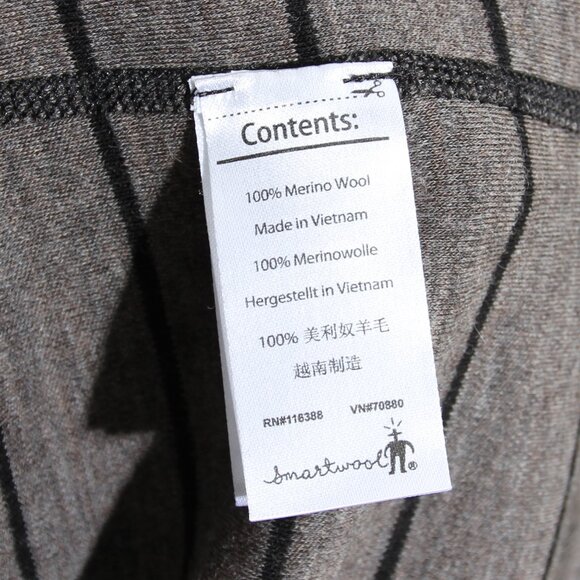 Contents:
100% Merino Wool
Made in Vietnam
100% Merinowolle
Hergestellt in Vietnam
100% 美利奴羊毛
越南制造
RN#116388 VN#70880
Smartwool ®